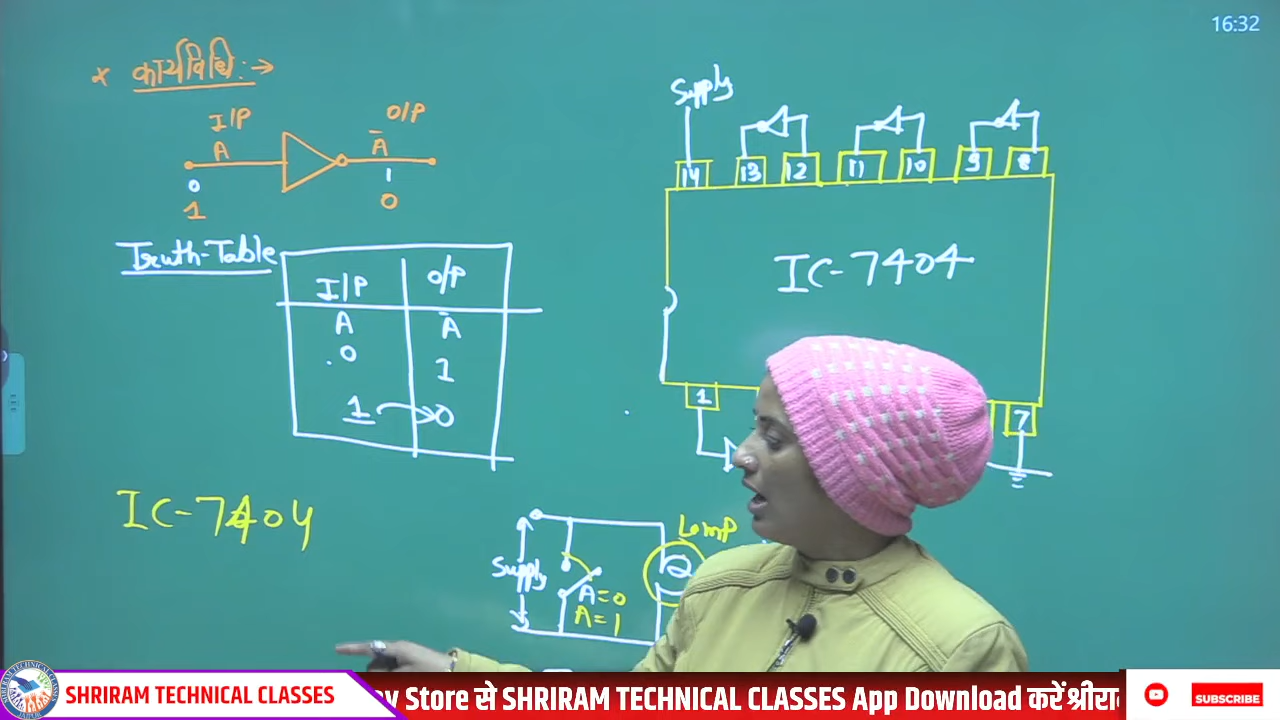 16:32
* कार्यविधि :→
I/P
O/P
A
A̅
0
1
1
0
Truth-Table
I/P O/P
A A̅
0 1
1 0
IC-7404
Supply
14 13 12 11 10 9 8
IC-7404
1 7
Supply
Lamp
A=0
A=1
SHRIRAM TECHNICAL CLASSES
ay Store से SHRIRAM TECHNICAL CLASSES App Download करें श्रीरा
SUBSCRIBE